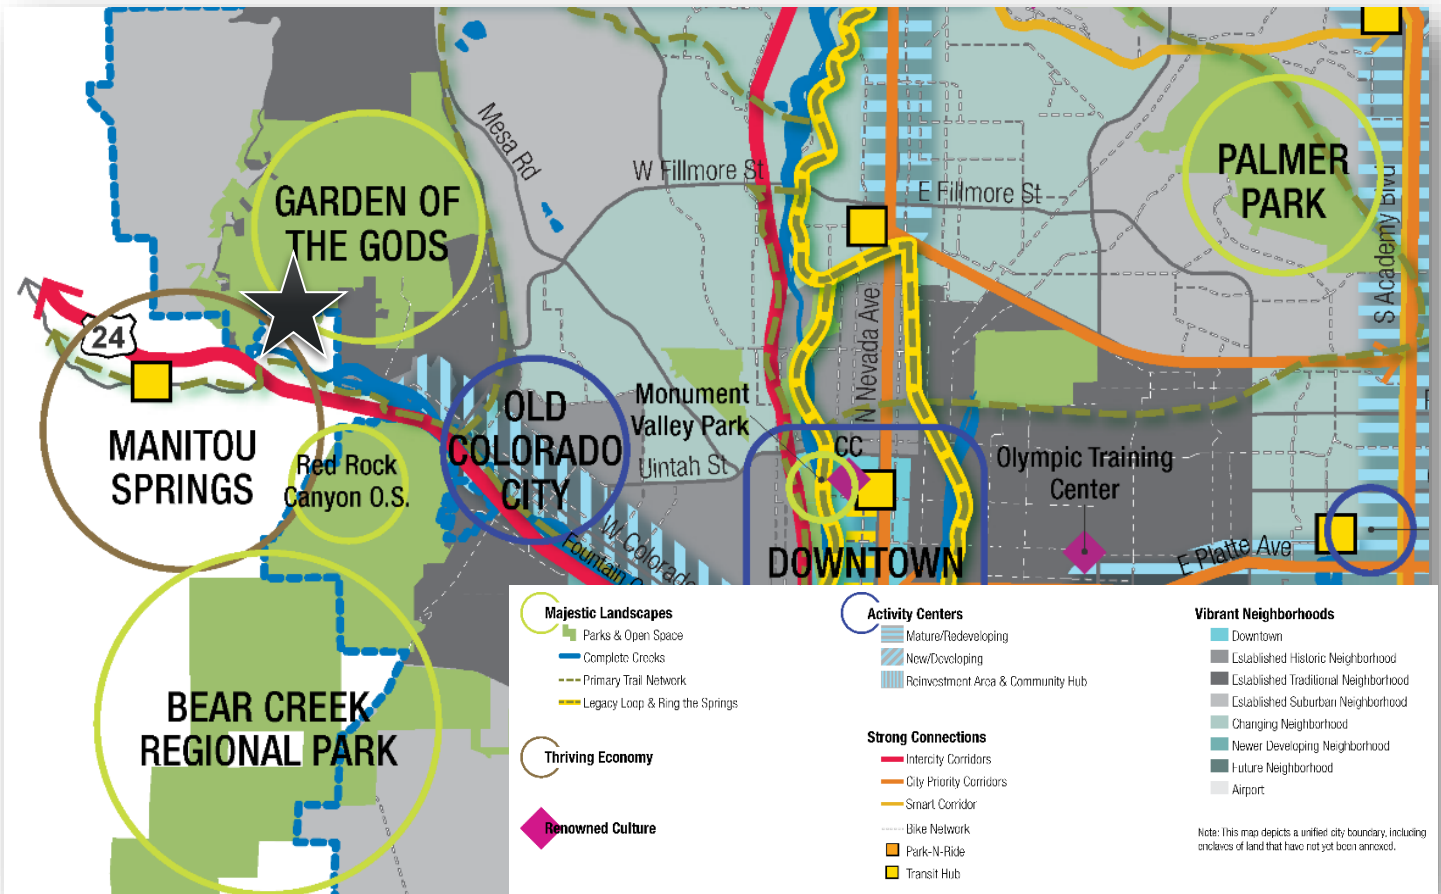 Mesa Rd
W Fillmore St
E Fillmore St
PALMER
PARK
GARDEN OF
THE GODS
S Academy Blvd
24
N Nevada Ave
OLD
COLORADO
CITY
Monument
Valley Park
MANITOU
SPRINGS
Red Rock
Canyon O.S.
Uintah St
CC
Olympic Training
Center
W Colorado
Fountain
DOWNTOWN
E Platte Ave
BEAR CREEK
REGIONAL PARK
Majestic Landscapes
Parks & Open Space
Complete Creeks
Primary Trail Network
Legacy Loop & Ring the Springs
Thriving Economy
Renowned Culture
Activity Centers
Mature/Redeveloping
New/Developing
Reinvestment Area & Community Hub
Strong Connections
Intercity Corridors
City Priority Corridors
Smart Corridor
Bike Network
Park-N-Ride
Transit Hub
Vibrant Neighborhoods
Downtown
Established Historic Neighborhood
Established Traditional Neighborhood
Established Suburban Neighborhood
Changing Neighborhood
Newer Developing Neighborhood
Future Neighborhood
Airport
Note: This map depicts a unified city boundary, including
enclaves of land that have not yet been annexed.